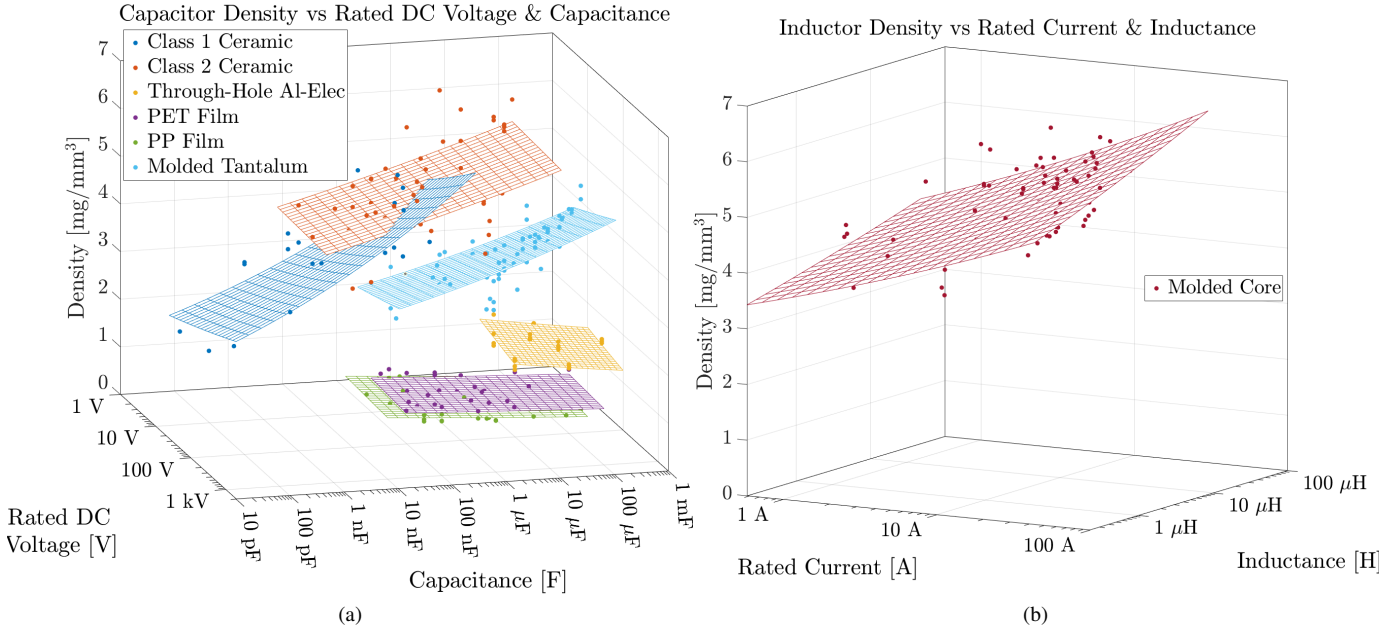 Capacitor Density vs Rated DC Voltage & Capacitance
Class 1 Ceramic
Class 2 Ceramic
Through-Hole Al-Elec
PET Film
PP Film
Molded Tantalum
7
6
5
4
3
2
1
0
Density [mg/mm³]
1 V
10 V
100 V
1 kV
Rated DC
Voltage [V]
10 pF
100 pF
1 nF
10 nF
100 nF
1 μF
10 μF
100 μF
1 mF
Capacitance [F]
(a)
Inductor Density vs Rated Current & Inductance
7
6
5
4
3
2
1
0
Density [mg/mm³]
Molded Core
1 A
10 A
100 A
Rated Current [A]
1 μH
10 μH
100 μH
Inductance [H]
(b)